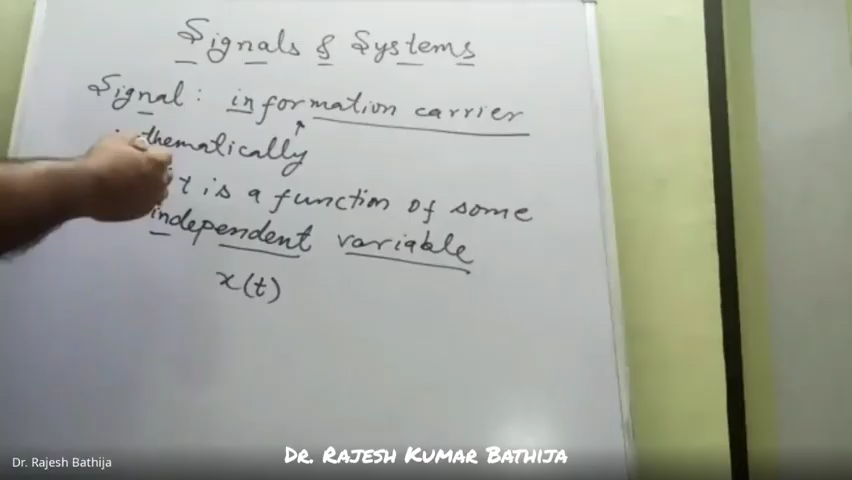 Signals & Systems
Signal : information carrier
thematically
it is a function of some
independent variable
x(t)
Dr. Rajesh Bathija
Dr. Rajesh Kumar Bathija